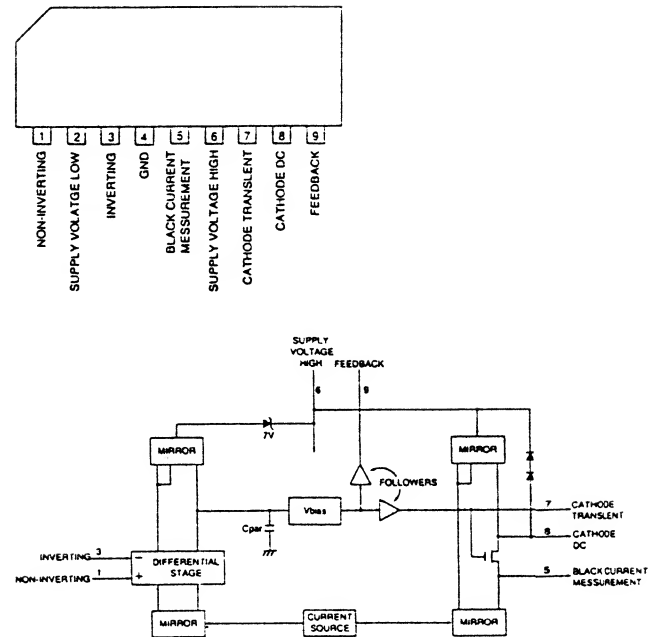 1 2 3 4 5 6 7 8 9
NON-INVERTING
SUPPLY VOLATGE LOW
INVERTING
GND
BLACK CURRENT
MESSUREMENT
SUPPLY VOLTAGE HIGH
CATHODE TRANSLENT
CATHODE DC
FEEDBACK
SUPPLY
VOLTAGE
HIGH
FEEDBACK
6
9
7V
MIRROR
MIRROR
FOLLOWERS
Vbias
Cpar
7 CATHODE
TRANSLENT
8 CATHODE
DC
INVERTING 3
NON-INVERTING 1
- DIFFERENTIAL
+ STAGE
5 BLACK CURRENT
MESSUREMENT
MIRROR
CURRENT
SOURCE
MIRROR